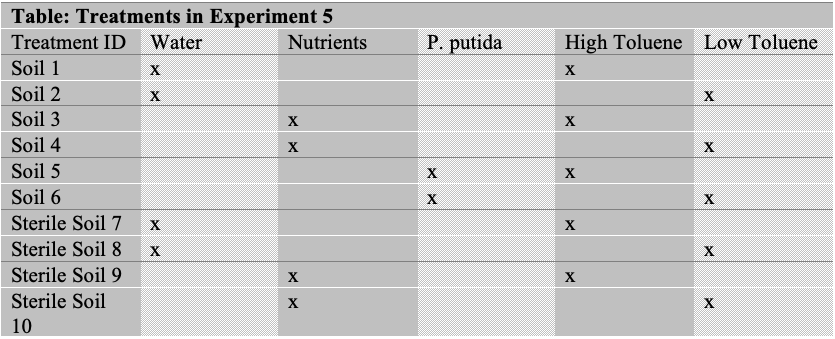 Table: Treatments in Experiment 5
Treatment ID Water Nutrients P. putida High Toluene Low Toluene
Soil 1 x x
Soil 2 x x
Soil 3 x x
Soil 4 x x
Soil 5 x x
Soil 6 x x
Sterile Soil 7 x x
Sterile Soil 8 x x
Sterile Soil 9 x x
Sterile Soil x x
10